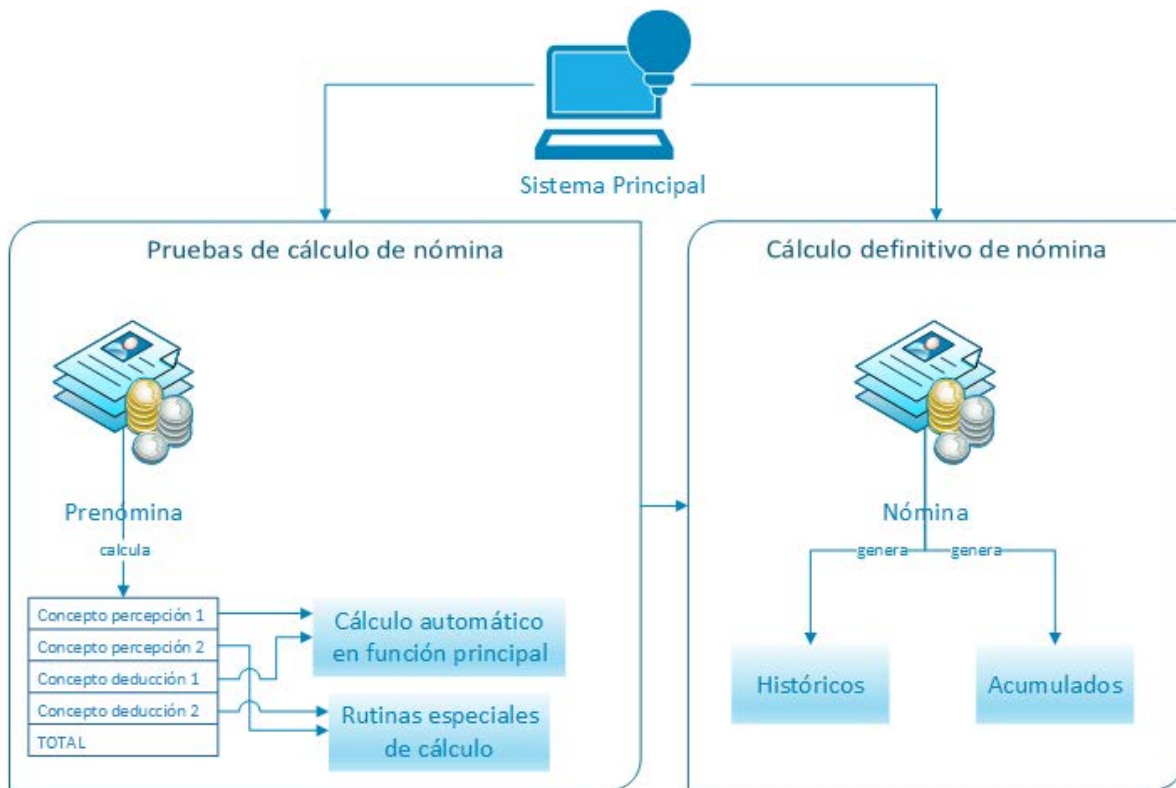 Sistema Principal
Pruebas de cálculo de nómina
Prenómina
calcula
Concepto percepción 1
Concepto percepción 2
Concepto deducción 1
Concepto deducción 2
TOTAL
Cálculo automático
en función principal
Rutinas especiales
de cálculo
Cálculo definitivo de nómina
Nómina
genera
genera
Históricos
Acumulados